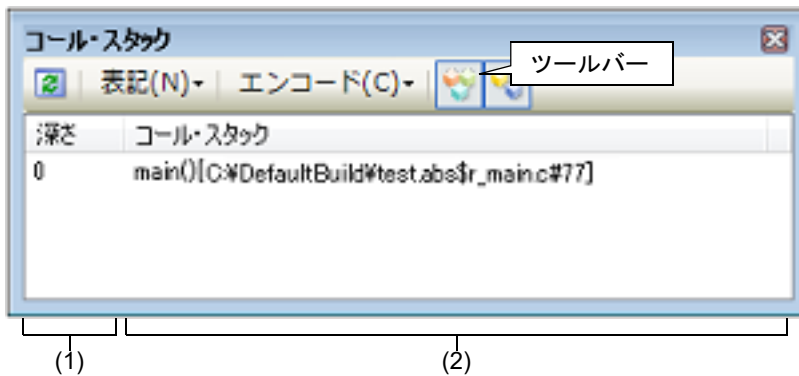 コール・スタック
表記(N)▾ エンコード(C)▾
ツールバー
深さ コール・スタック
0 main()[C:¥DefaultBuild¥test.abs$r_main.c#77]
(1) (2)